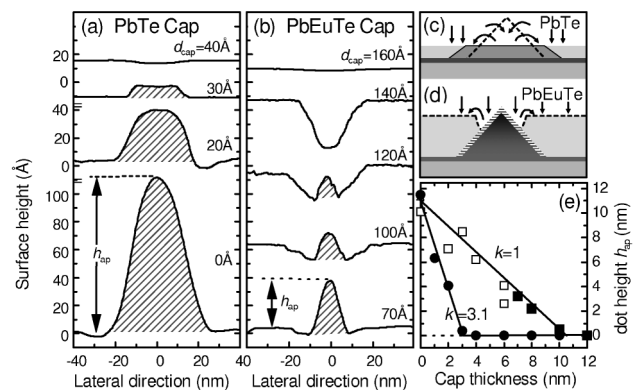 (a) PbTe Cap
d_cap=40Å
30Å
20Å
h_ap
0Å
Surface height (Å)
20
0
40
20
0
100
80
60
40
20
0
-40 -20 0 20
Lateral direction (nm)
(b) PbEuTe Cap
d_cap=160Å
140Å
120Å
100Å
h_ap
70Å
-40 -20 0 20 40
Lateral direction (nm)
(c) PbTe
(d) PbEuTe
(e)
k=1
k=3.1
12
10
8
6
4
2
0
dot height h_ap (nm)
0 2 4 6 8 10 12
Cap thickness (nm)